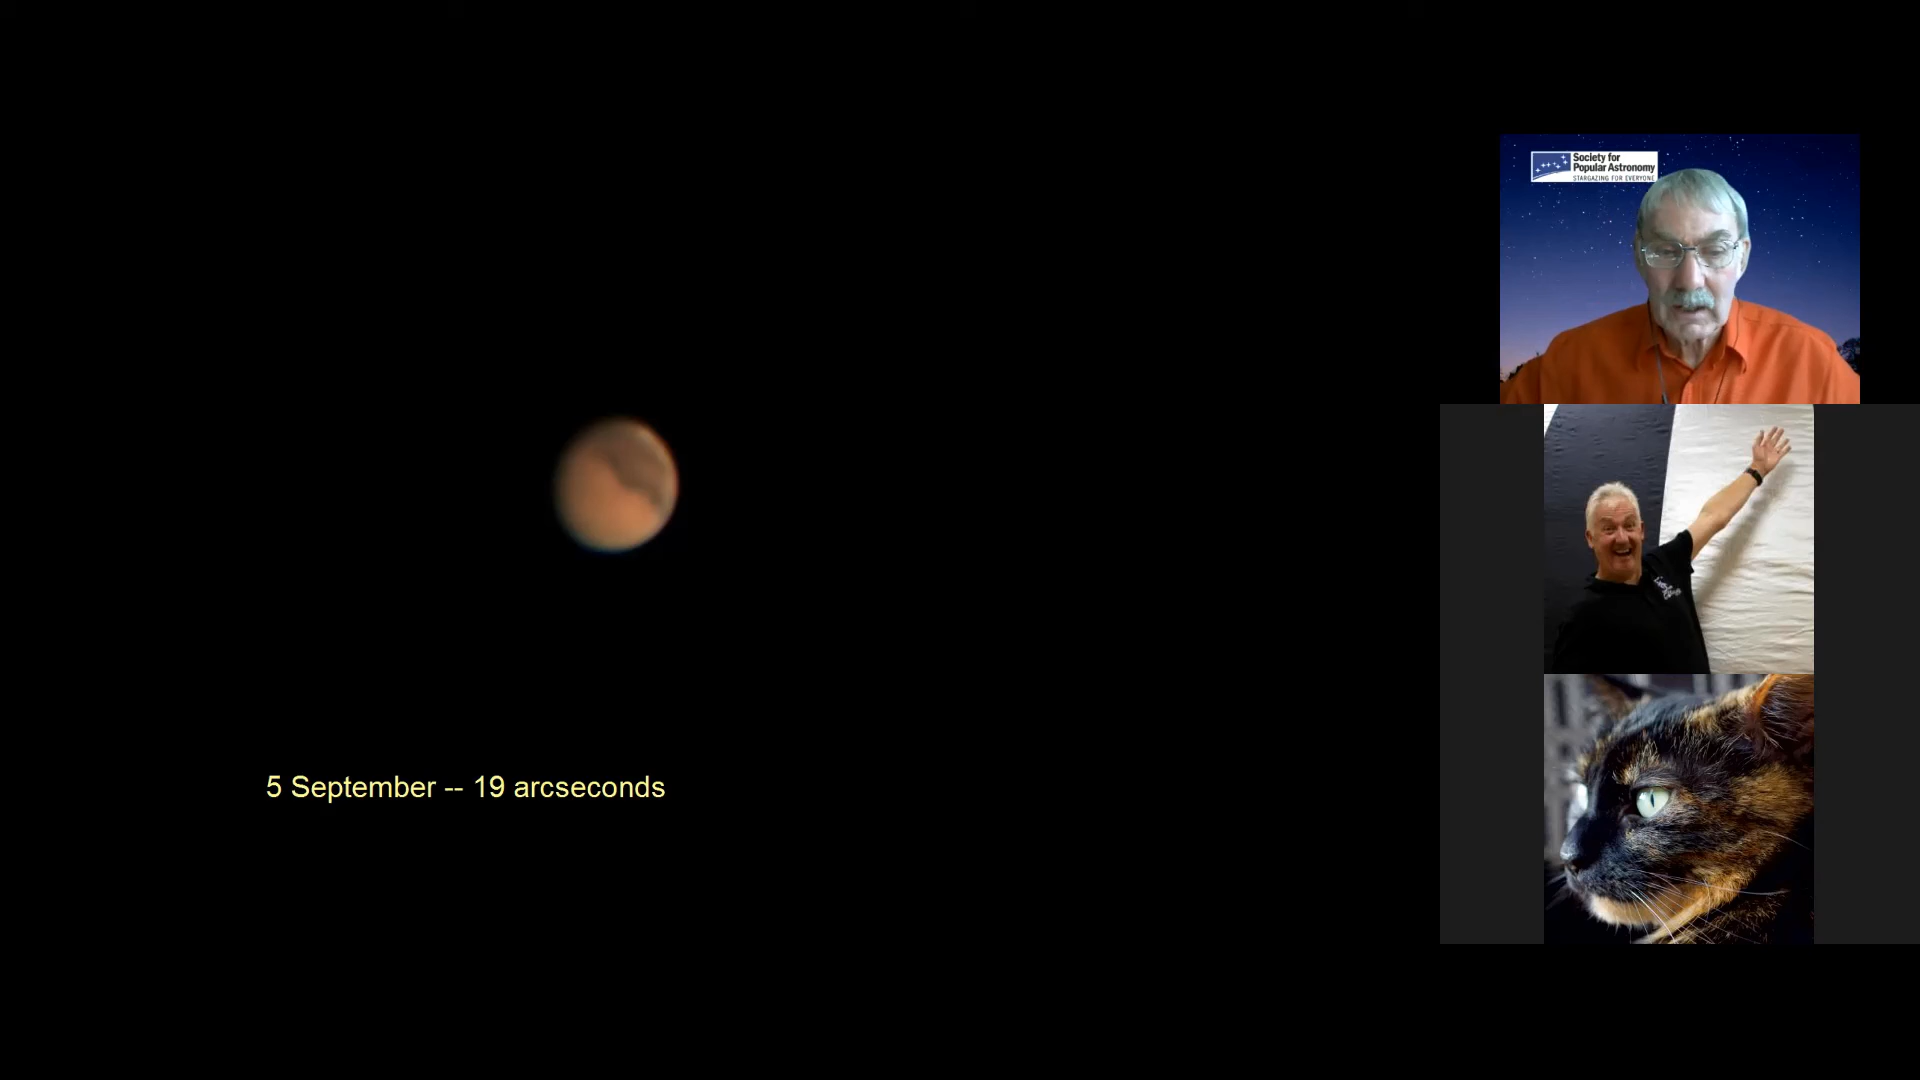 Society for
Popular Astronomy
STARGAZING FOR EVERYONE
5 September -- 19 arcseconds